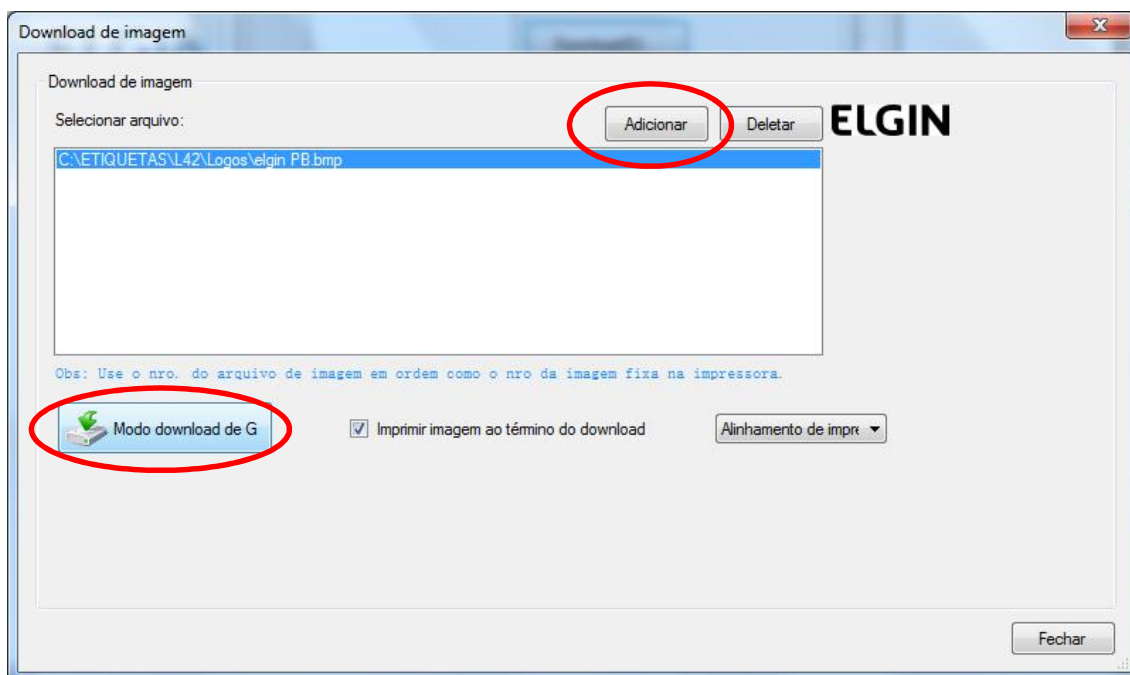 Download de imagem
Download de imagem
Selecionar arquivo:
Adicionar
Deletar
ELGIN
C:\ETIQUETAS\L42\Logos\elgin PB.bmp
Obs: Use o nro. do arquivo de imagem em ordem como o nro da imagem fixa na impressora.
Modo download de G
Imprimir imagem ao término do download
Alinhamento de impre
Fechar